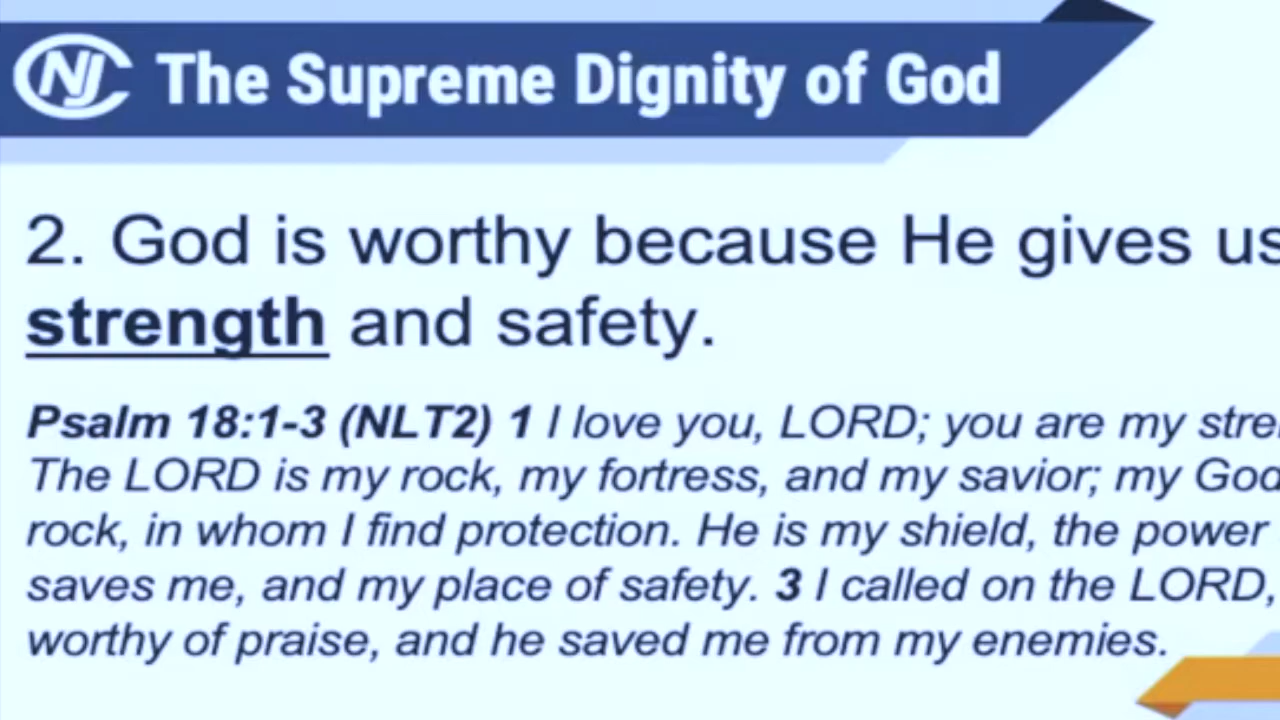 NJC The Supreme Dignity of God
2. God is worthy because He gives us
strength and safety.
Psalm 18:1-3 (NLT2) 1 I love you, LORD; you are my
The LORD is my rock, my fortress, and my savior; my God
rock, in whom I find protection. He is my shield, the power
saves me, and my place of safety. 3 I called on the LORD,
worthy of praise, and he saved me from my enemies.